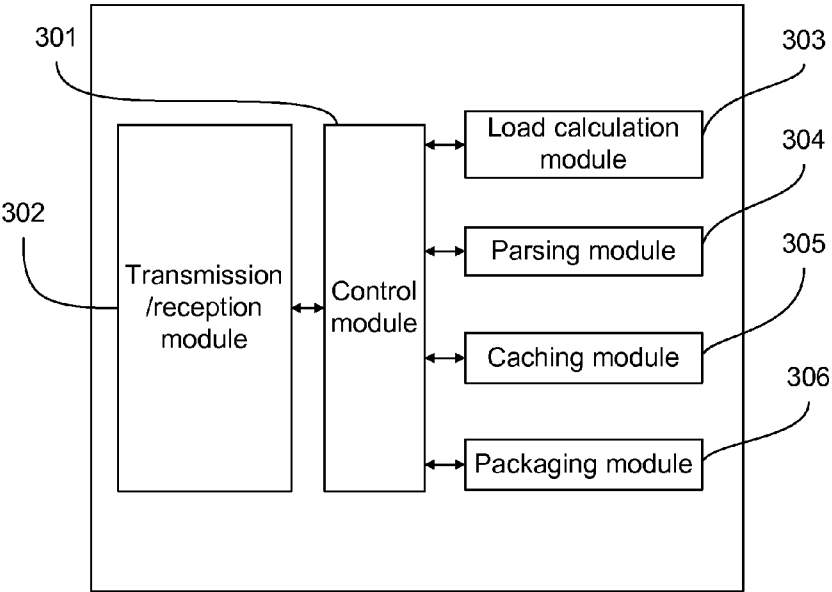 301
303
Load calculation
module
304
302
Parsing module
305
Transmission
/reception
module
Control
module
Caching module
306
Packaging module